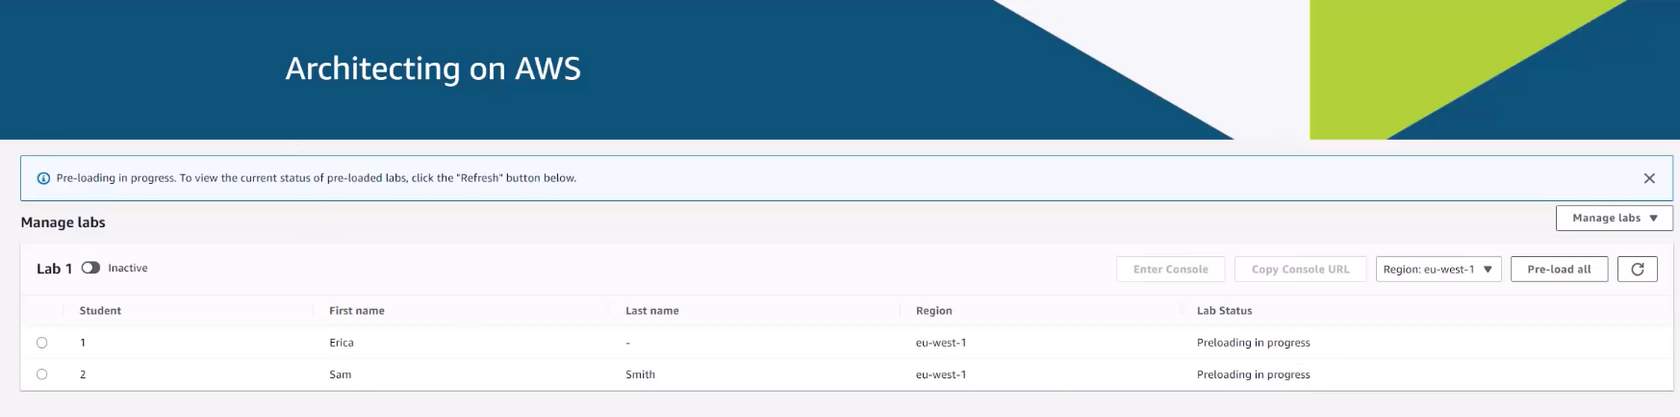 Architecting on AWS
Pre-loading in progress. To view the current status of pre-loaded labs, click the "Refresh" button below.
Manage labs
Manage labs
Lab 1 Inactive Enter Console Copy Console URL Region: eu-west-1 Pre-load all
Student First name Last name Region Lab Status
1 Erica - eu-west-1 Preloading in progress
2 Sam Smith eu-west-1 Preloading in progress